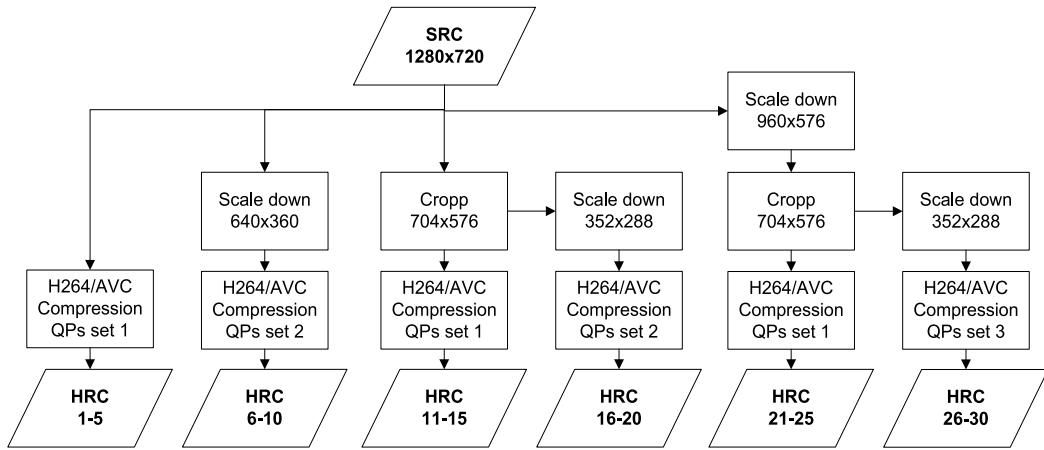 SRC
1280x720
Scale down
960x576
Scale down
640x360
Cropp
704x576
Scale down
352x288
Cropp
704x576
Scale down
352x288
H264/AVC
Compression
QPs set 1
H264/AVC
Compression
QPs set 2
H264/AVC
Compression
QPs set 1
H264/AVC
Compression
QPs set 2
H264/AVC
Compression
QPs set 1
H264/AVC
Compression
QPs set 3
HRC
1-5
HRC
6-10
HRC
11-15
HRC
16-20
HRC
21-25
HRC
26-30